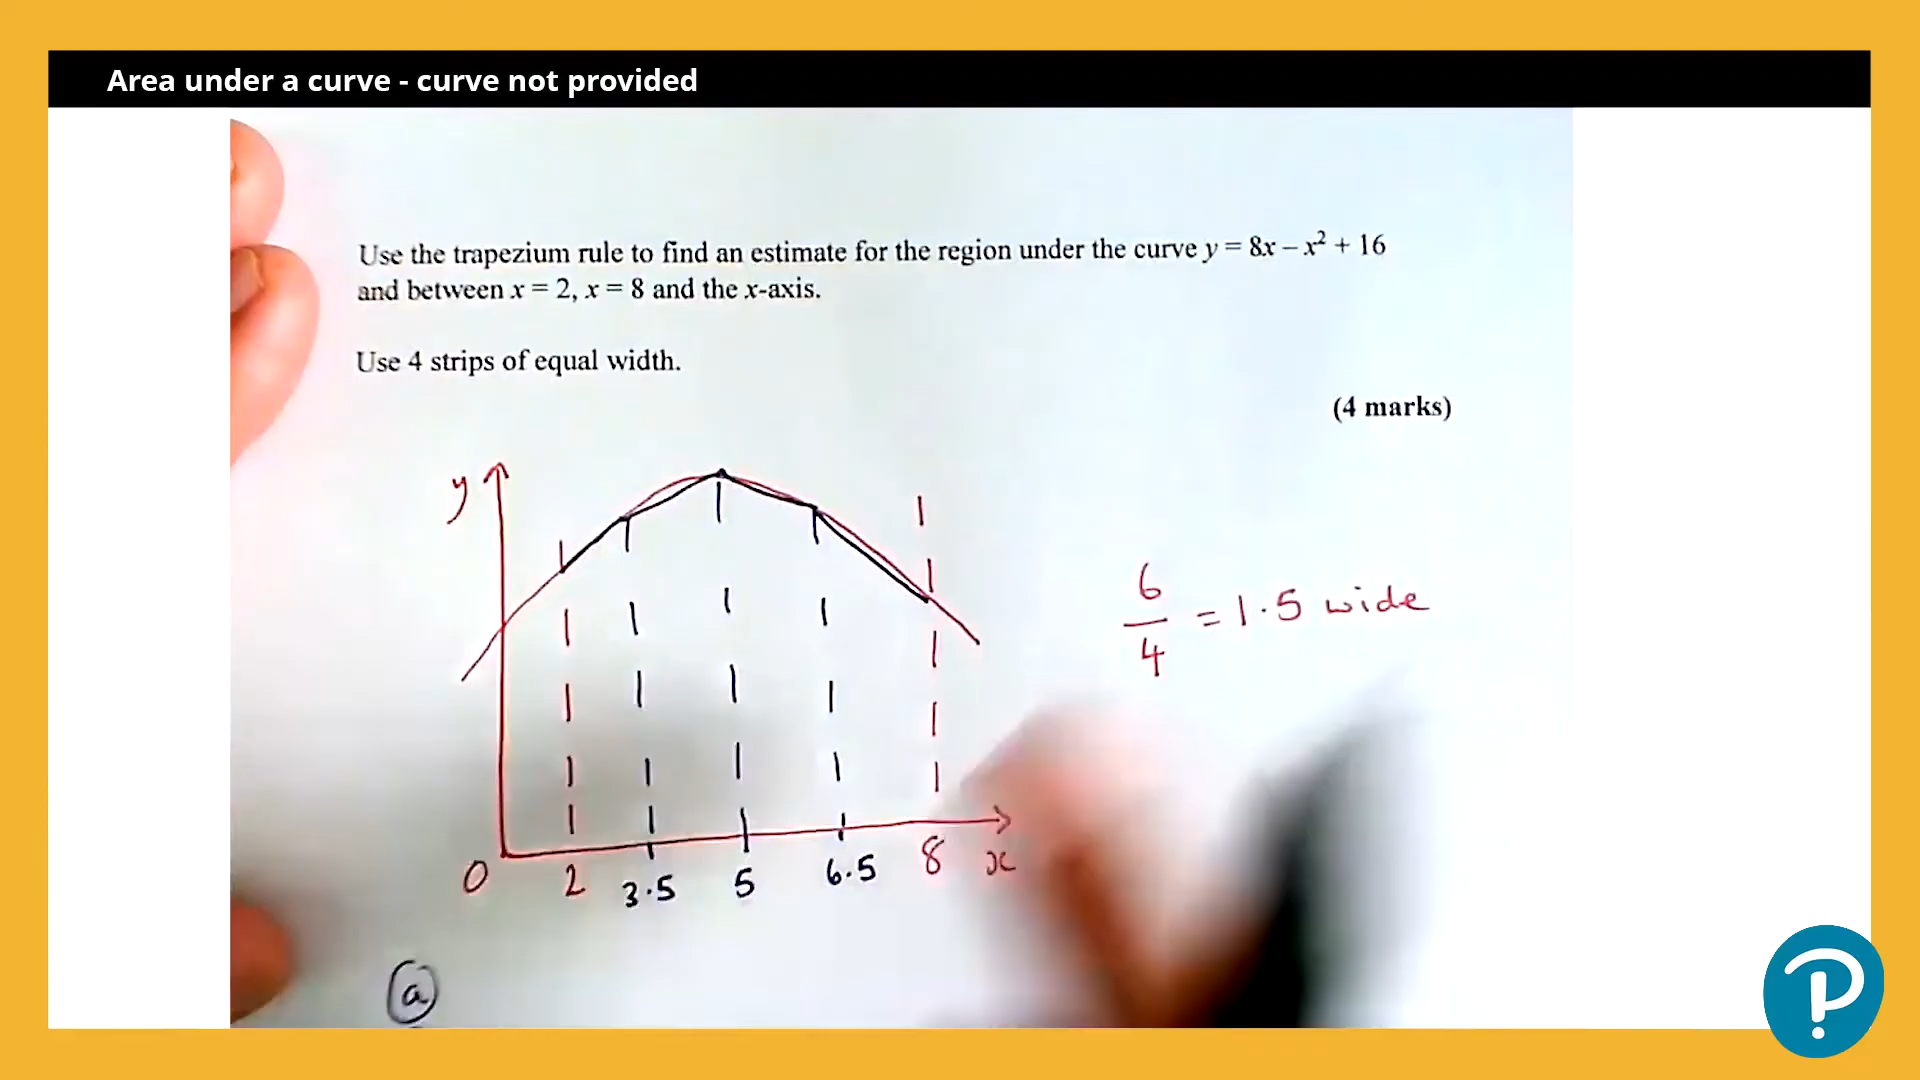 Area under a curve - curve not provided
Use the trapezium rule to find an estimate for the region under the curve y = 8x – x² + 16
and between x = 2, x = 8 and the x-axis.
Use 4 strips of equal width.
(4 marks)
y
6
— = 1.5 wide
4
0 2 3.5 5 6.5 8 x
a